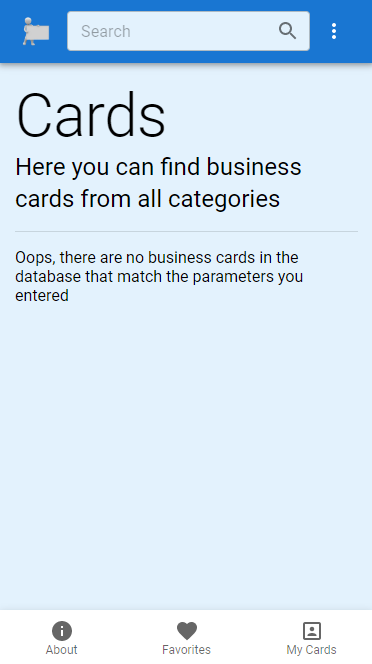 Search
Cards
Here you can find business
cards from all categories
Oops, there are no business cards in the
database that match the parameters you
entered
About
Favorites
My Cards